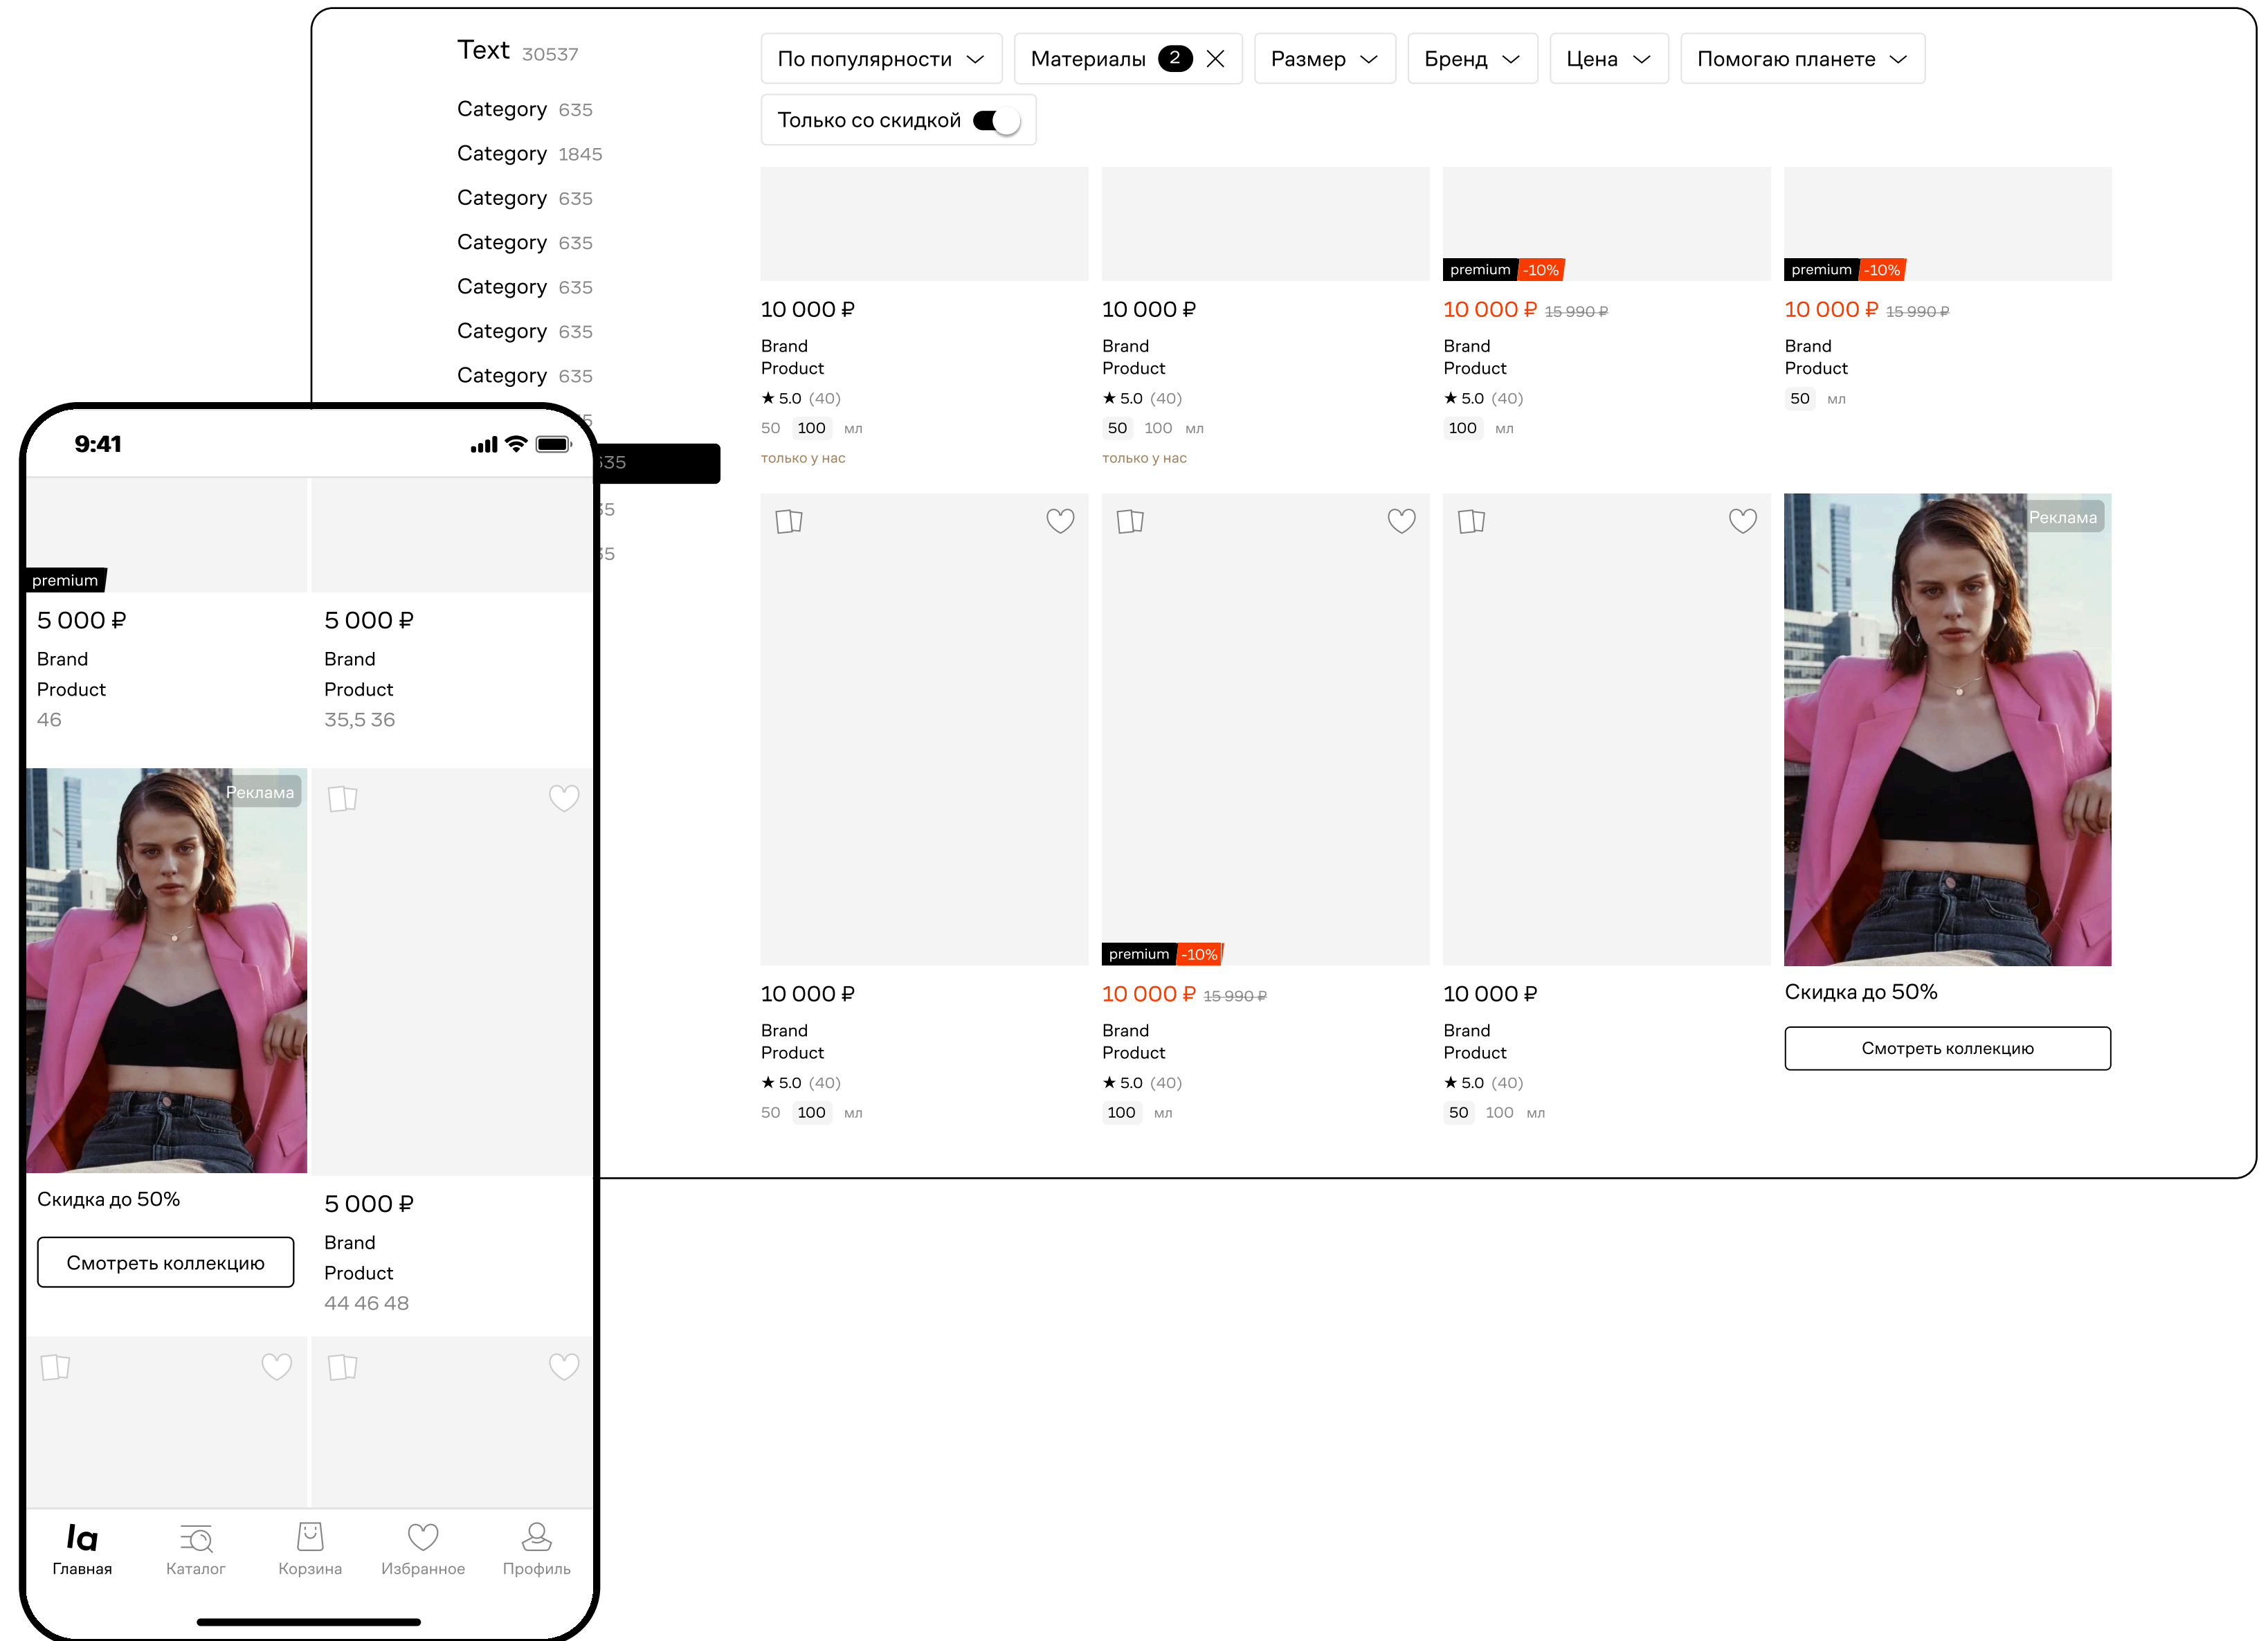 Text 30537
Category 635
Category 1845
Category 635
Category 635
Category 635
Category 635
Category 635
635
По популярности
Материалы 2
Размер
Бренд
Цена
Помогаю планете
Только со скидкой
premium -10%
premium -10%
10 000 ₽
10 000 ₽
10 000 ₽ 15 990 ₽
10 000 ₽ 15 990 ₽
Brand
Brand
Brand
Brand
Product
Product
Product
Product
★ 5.0 (40)
★ 5.0 (40)
★ 5.0 (40)
50 мл
50 100 мл
50 100 мл
100 мл
только у нас
только у нас
Реклама
premium -10%
10 000 ₽
10 000 ₽ 15 990 ₽
10 000 ₽
Скидка до 50%
Brand
Brand
Brand
Смотреть коллекцию
Product
Product
Product
★ 5.0 (40)
★ 5.0 (40)
★ 5.0 (40)
50 100 мл
100 мл
50 100 мл
9:41
premium
5 000 ₽
5 000 ₽
Brand
Brand
Product
Product
46
35,5 36
Реклама
Скидка до 50%
Смотреть коллекцию
5 000 ₽
Brand
Product
44 46 48
la
Главная
Каталог
Корзина
Избранное
Профиль